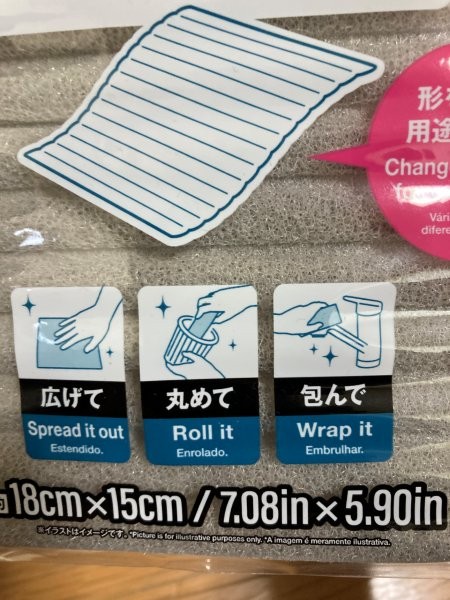 用途
Chang
Vári
difere
広げて
Spread it out
Estendido.
丸めて
Roll it
Enrolado.
包んで
Wrap it
Embrulhar.
18cm×15cm / 7.08in×5.90in
※イラストはイメージです。 *Picture is for illustrative purposes only. *A imagem é meramente ilustrativa.